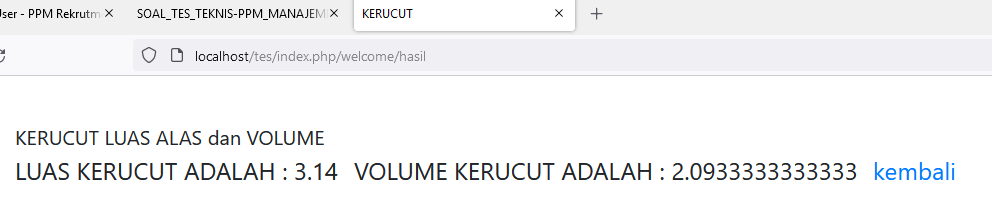 User - PPM Rekrutm
SOAL_TES_TEKNIS-PPM_MANAJEM
KERUCUT
localhost/tes/index.php/welcome/hasil
KERUCUT LUAS ALAS dan VOLUME
LUAS KERUCUT ADALAH : 3.14 VOLUME KERUCUT ADALAH : 2.0933333333333 kembali